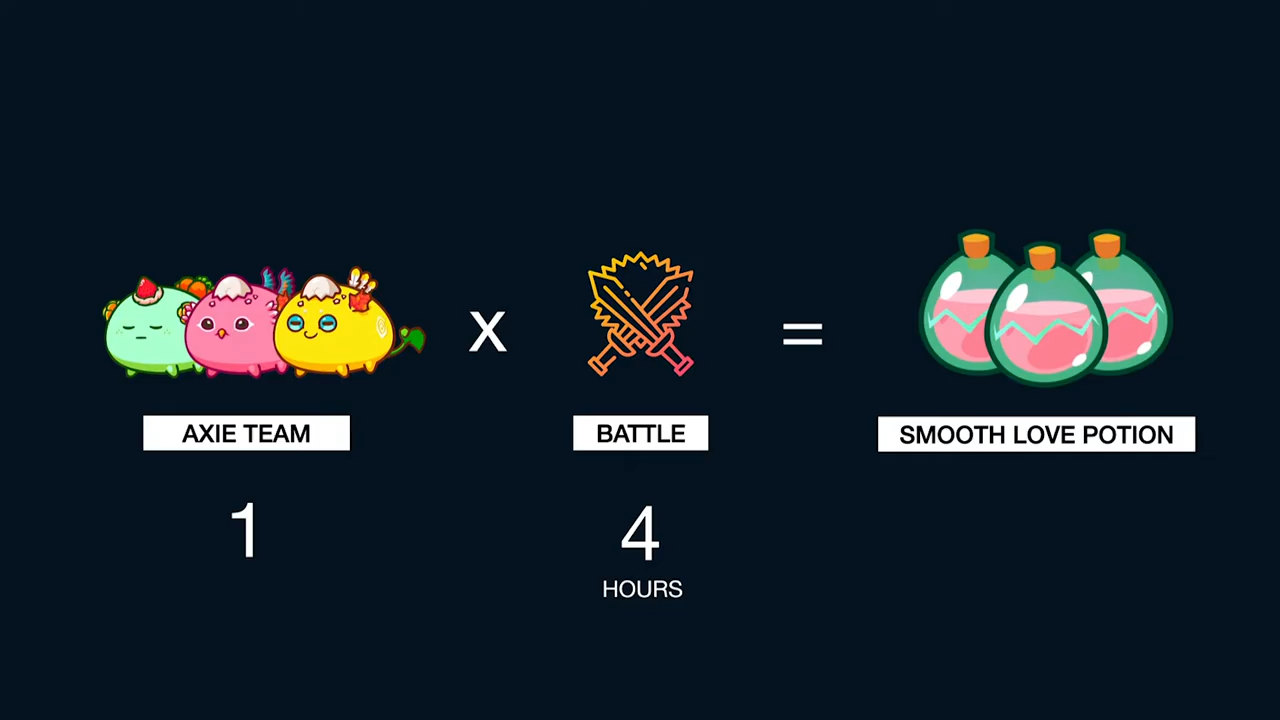 X
=
AXIE TEAM
BATTLE
SMOOTH LOVE POTION
1
4
HOURS